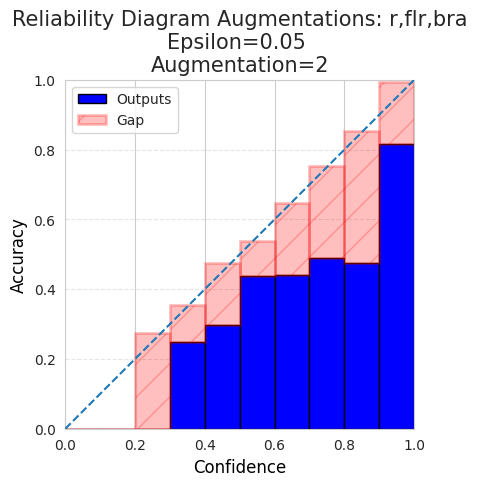 Reliability Diagram Augmentations: r,flr,bra
Epsilon=0.05
Augmentation=2
1.0
0.8
0.6
0.4
0.2
0.0
Accuracy
Outputs
Gap
0.0 0.2 0.4 0.6 0.8 1.0
Confidence